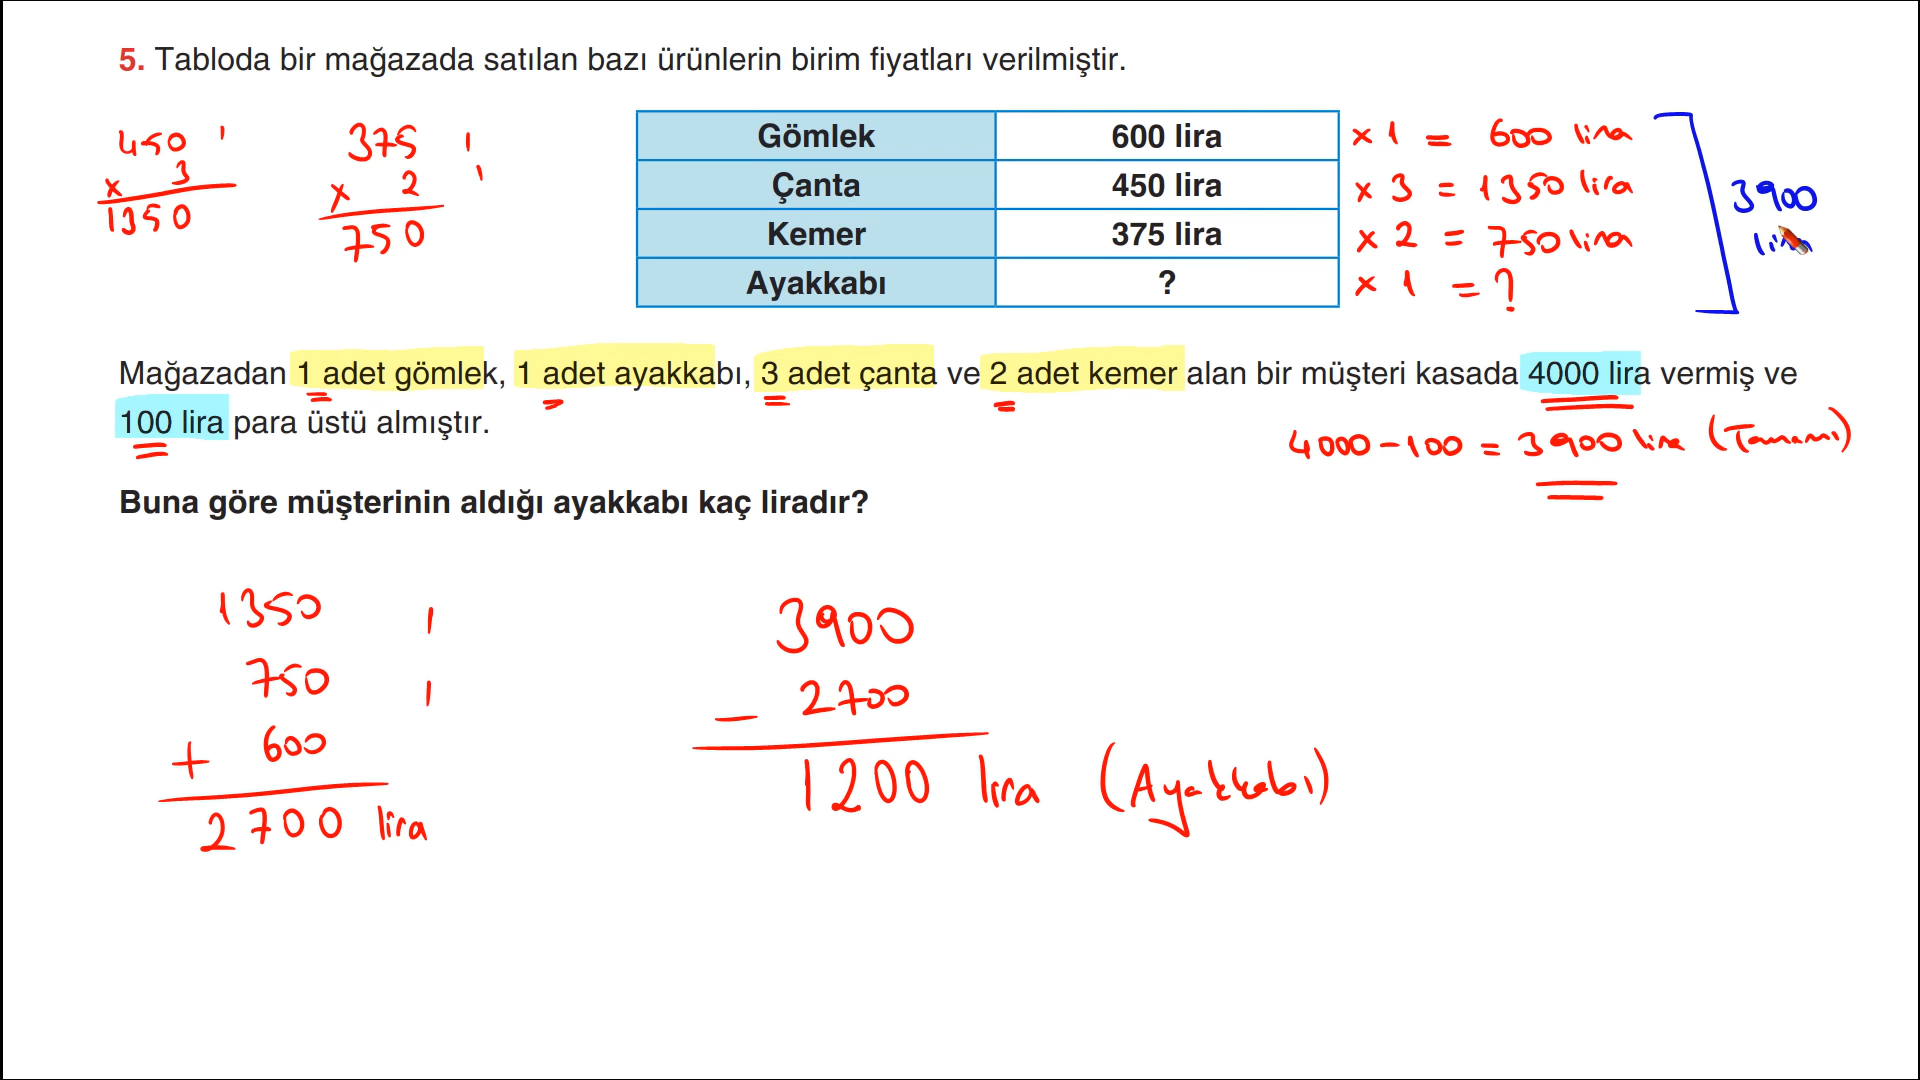 5. Tabloda bir mağazada satılan bazı ürünlerin birim fiyatları verilmiştir.
450
x 3
1350
375
x 2
750
Gömlek 600 lira x 1 = 600 lira
Çanta 450 lira x 3 = 1350 lira
Kemer 375 lira x 2 = 750 lira
Ayakkabı ? x 1 = ?
3900
lira
Mağazadan 1 adet gömlek, 1 adet ayakkabı, 3 adet çanta ve 2 adet kemer alan bir müşteri kasada 4000 lira vermiş ve
100 lira para üstü almıştır.
4000 - 100 = 3900 lira (Tamamı)
Buna göre müşterinin aldığı ayakkabı kaç liradır?
1350
750
+ 600
2700 lira
3900
- 2700
1200 lira (Ayakkabı)